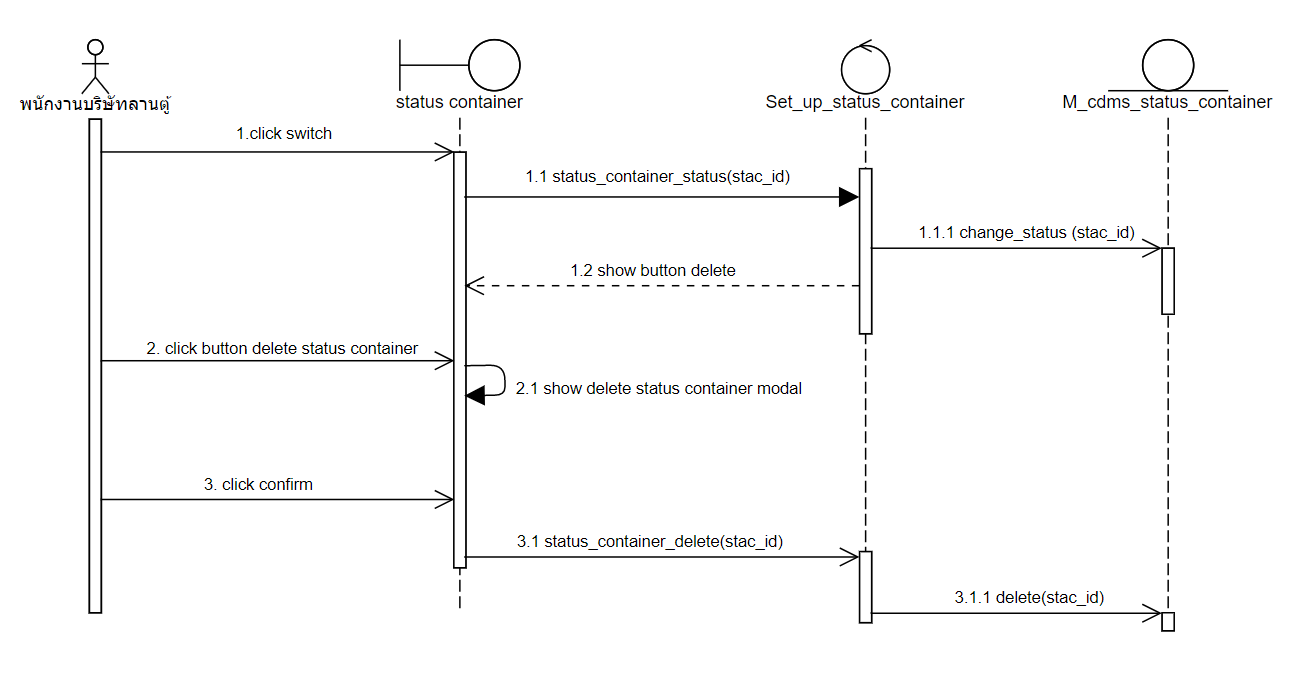 พนักงานบริษัทลานตู้
status container
Set_up_status_container
M_cdms_status_container
1.click switch
1.1 status_container_status(stac_id)
1.1.1 change_status (stac_id)
1.2 show button delete
2. click button delete status container
2.1 show delete status container modal
3. click confirm
3.1 status_container_delete(stac_id)
3.1.1 delete(stac_id)